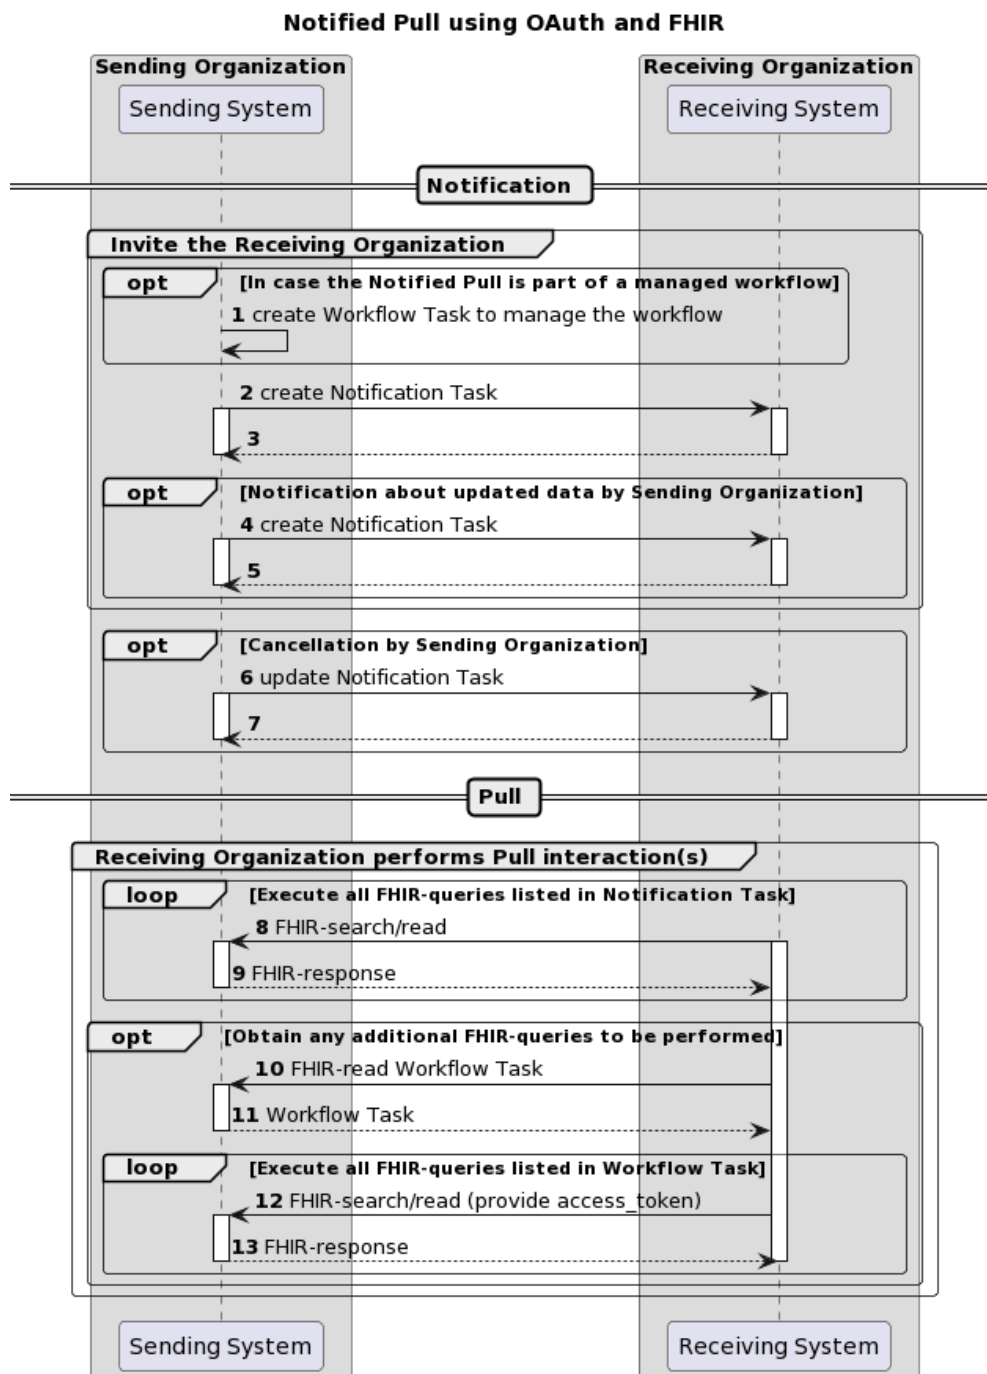 Notified Pull using OAuth and FHIR
Sending Organization
Receiving Organization
Sending System
Receiving System
Notification
Invite the Receiving Organization
opt [In case the Notified Pull is part of a managed workflow]
1 create Workflow Task to manage the workflow
2 create Notification Task
3
opt [Notification about updated data by Sending Organization]
4 create Notification Task
5
opt [Cancellation by Sending Organization]
6 update Notification Task
7
Pull
Receiving Organization performs Pull interaction(s)
loop [Execute all FHIR-queries listed in Notification Task]
8 FHIR-search/read
9 FHIR-response
opt [Obtain any additional FHIR-queries to be performed]
10 FHIR-read Workflow Task
11 Workflow Task
loop [Execute all FHIR-queries listed in Workflow Task]
12 FHIR-search/read (provide access_token)
13 FHIR-response
Sending System
Receiving System